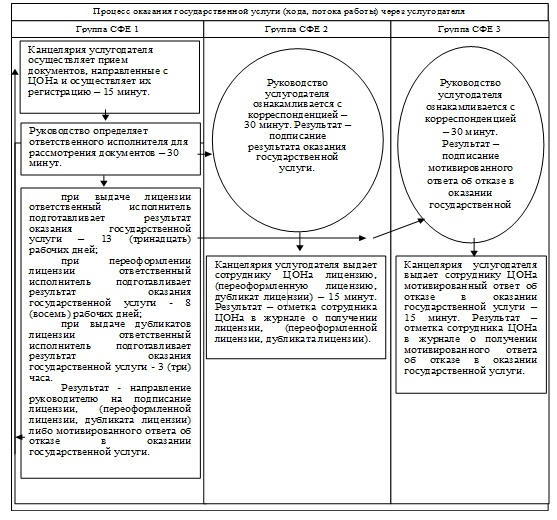 Процесс оказания государственной услуги (хода, потока работы) через услугодателя
Группа СФЕ 1
Группа СФЕ 2
Группа СФЕ 3
Канцелярия услугодателя
осуществляет прием
документов, направленные с
ЦОНа и осуществляет их
регистрацию – 15 минут.
Руководство определяет
ответственного исполнителя для
рассмотрения документов – 30
минут.
при выдаче лицензии
ответственный исполнитель
подготавливает результат
оказания государственной
услуги – 13 (тринадцать)
рабочих дней;
при переоформлении
лицензии ответственный
исполнитель подготавливает
результат оказания
государственной услуги - 8
(восемь) рабочих дней;
при выдаче дубликатов
лицензии ответственный
исполнитель подготавливает
результат оказания
государственной услуги - 3 (три)
часа.
Результат - направление
руководителю на подписание
лицензии, (переоформленной
лицензии, дубликата лицензии)
либо мотивированного ответа об
отказе в оказании
государственной услуги.
Руководство
услугодателя
ознакамливается с
корреспонденцией –
30 минут. Результат –
подписание
результата оказания
государственной
услуги.
Канцелярия услугодателя выдает
сотруднику ЦОНа лицензию,
(переоформленную лицензию,
дубликат лицензии) – 15 минут.
Результат – отметка сотрудника
ЦОНа в журнале о получении
лицензии, (переоформленной
лицензии, дубликата лицензии).
Руководство
услугодателя
ознакамливается с
корреспонденцией
– 30 минут.
Результат –
подписание
мотивированного
ответа об отказе в
оказании
государственной
Канцелярия услугодателя
выдает сотруднику ЦОНа
мотивированный ответ об
отказе в оказании
государственной услуги –
15 минут. Результат –
отметка сотрудника ЦОНа
в журнале о получении
мотивированного ответа
об отказе в оказании
государственной услуги.